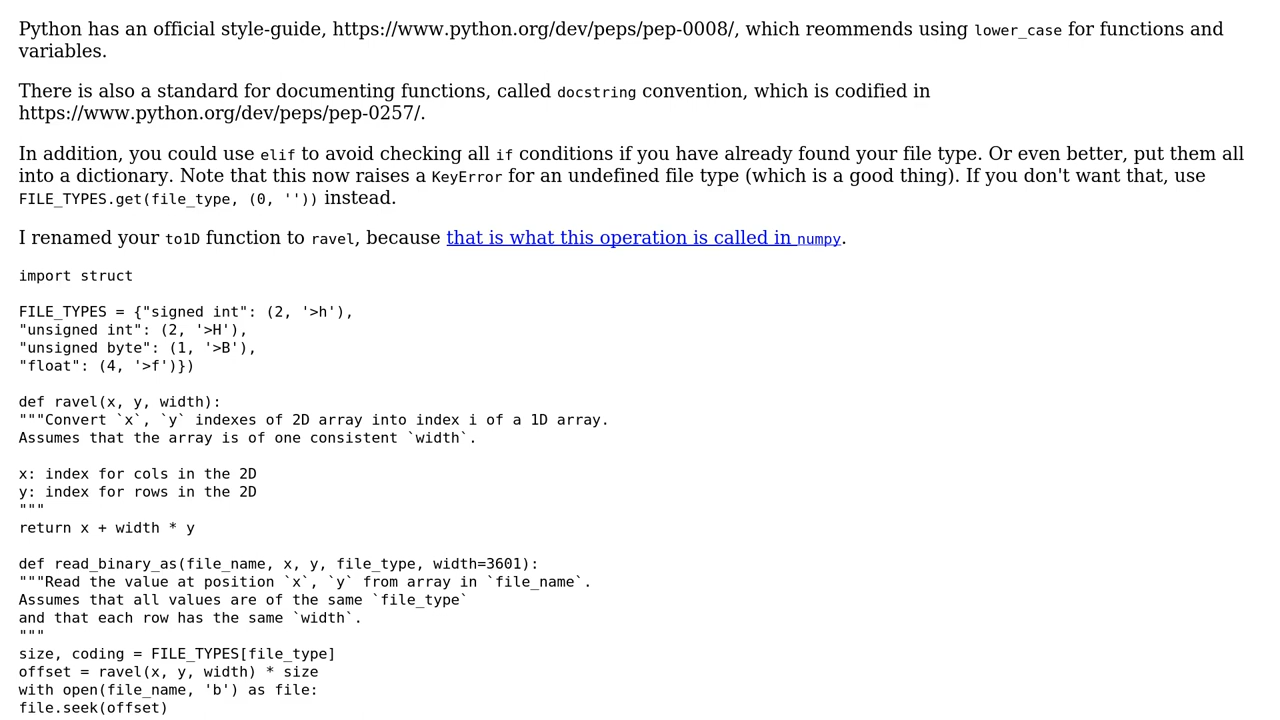 Python has an official style-guide, https://www.python.org/dev/peps/pep-0008/, which reommends using lower_case for functions and
variables.
There is also a standard for documenting functions, called docstring convention, which is codified in
https://www.python.org/dev/peps/pep-0257/.
In addition, you could use elif to avoid checking all if conditions if you have already found your file type. Or even better, put them all
into a dictionary. Note that this now raises a KeyError for an undefined file type (which is a good thing). If you don't want that, use
FILE_TYPES.get(file_type, (0, '')) instead.
I renamed your to1D function to ravel, because that is what this operation is called in numpy.
import struct
FILE_TYPES = {"signed int": (2, '>h'),
"unsigned int": (2, '>H'),
"unsigned byte": (1, '>B'),
"float": (4, '>f')})
def ravel(x, y, width):
"""Convert `x`, `y` indexes of 2D array into index i of a 1D array.
Assumes that the array is of one consistent `width`.
x: index for cols in the 2D
y: index for rows in the 2D
"""
return x + width * y
def read_binary_as(file_name, x, y, file_type, width=3601):
"""Read the value at position `x`, `y` from array in `file_name`.
Assumes that all values are of the same `file_type`
and that each row has the same `width`.
"""
size, coding = FILE_TYPES[file_type]
offset = ravel(x, y, width) * size
with open(file_name, 'b') as file:
file.seek(offset)